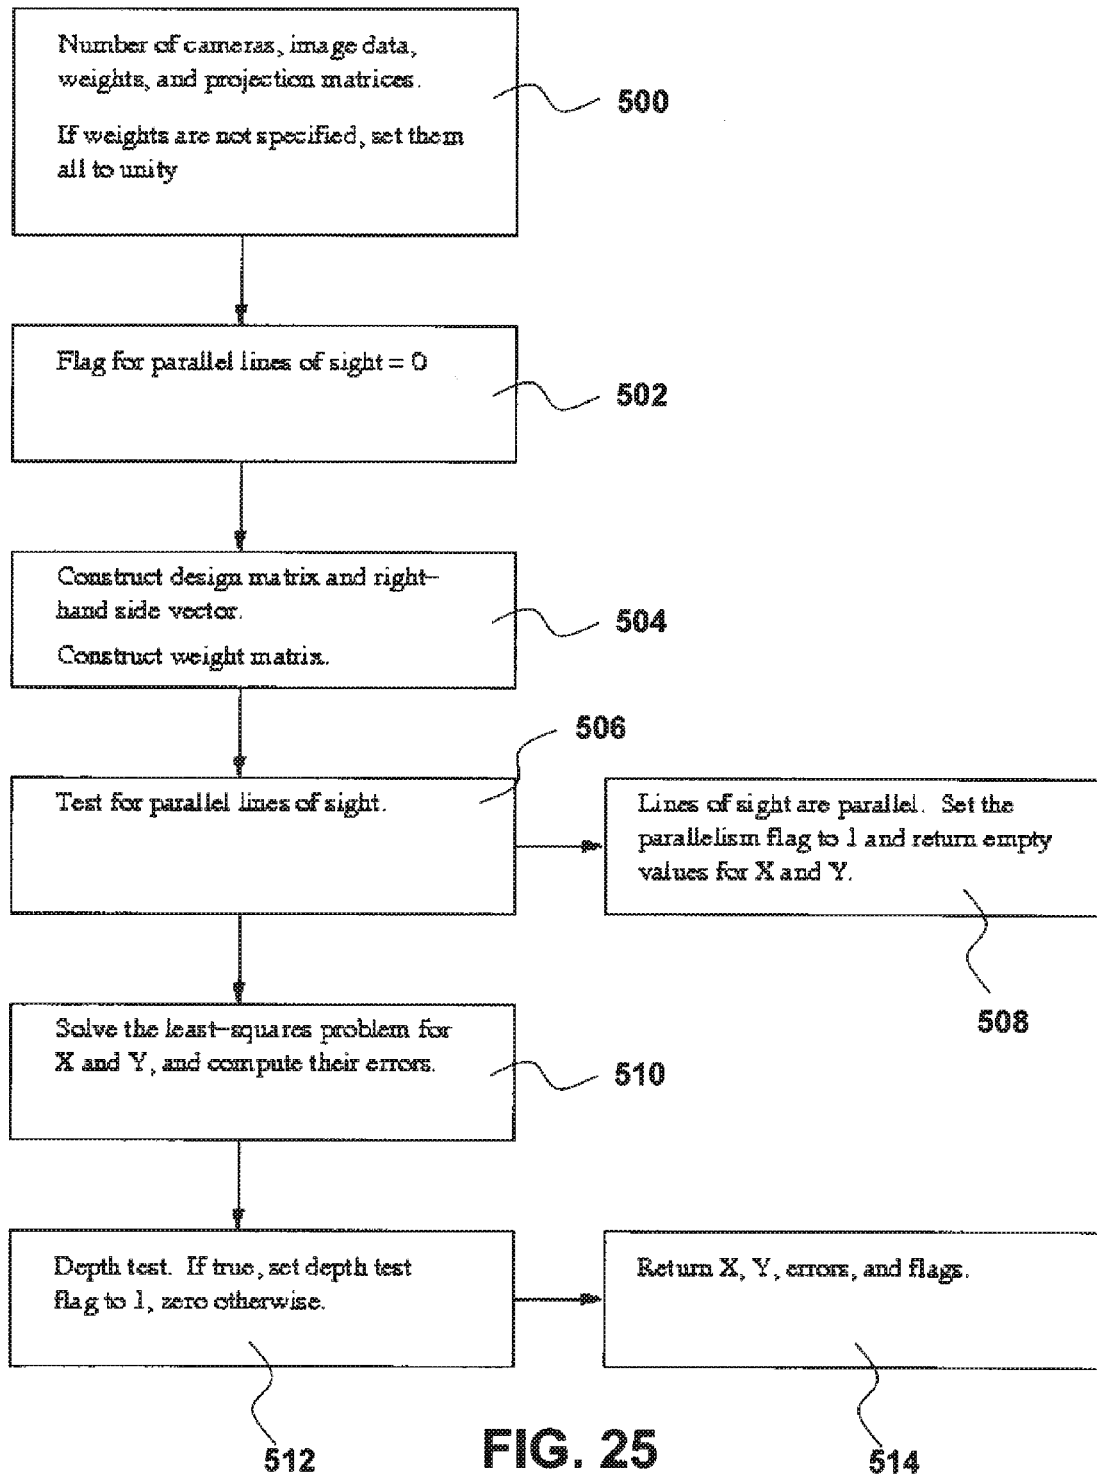 Number of cameras, image data,
weights, and projection matrices.
If weights are not specified, set them
all to unity
500
Flag for parallel lines of sight = 0
502
Construct design matrix and right-
hand side vector.
Construct weight matrix.
504
506
Test for parallel lines of sight.
Lines of sight are parallel. Set the
parallelism flag to 1 and return empty
values for X and Y.
508
Solve the least-squares problem for
X and Y, and compute their errors.
510
Depth test. If true, set depth test
flag to 1, zero otherwise.
512
Return X, Y, errors, and flags.
514
FIG. 25